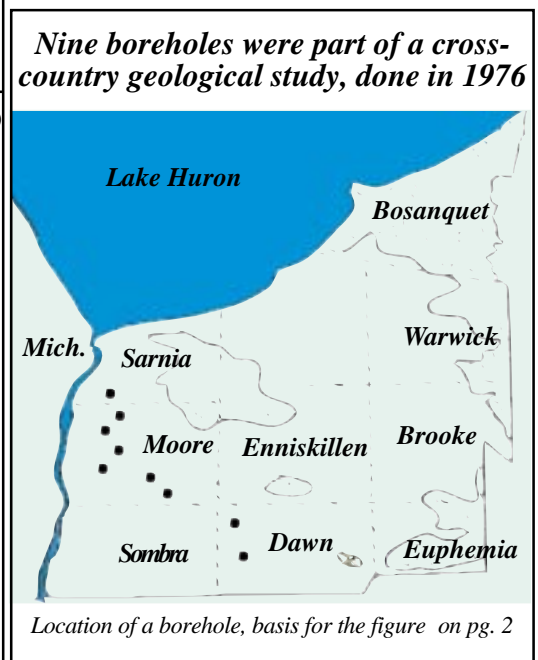 Nine boreholes were part of a cross-
country geological study, done in 1976
Lake Huron
Bosanquet
Warwick
Mich.
Sarnia
Moore
Enniskillen
Brooke
Sombra
Dawn
Euphemia
Location of a borehole, basis for the figure on pg. 2